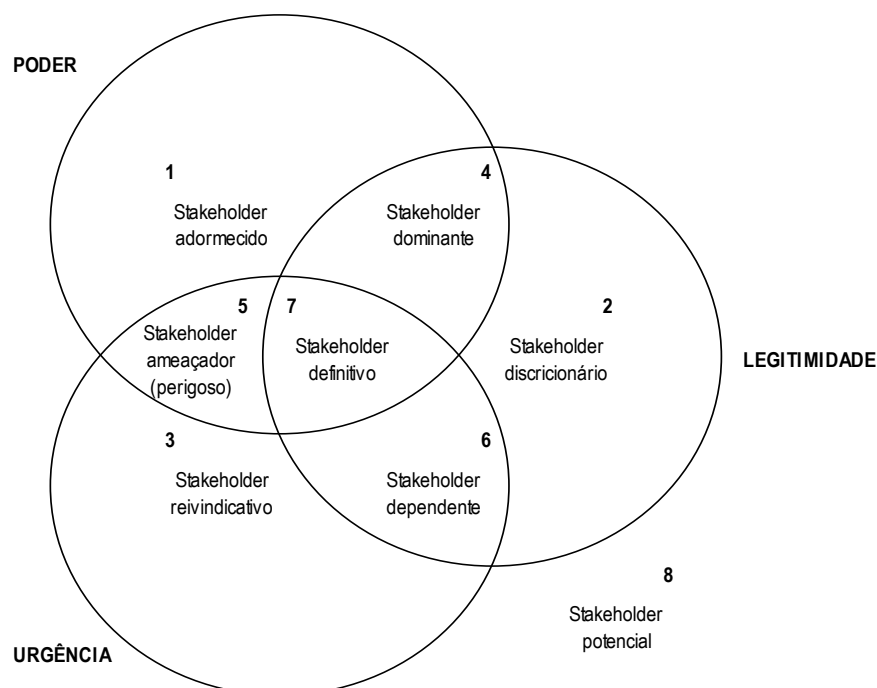 PODER
1
Stakeholder
adormecido
4
Stakeholder
dominante
5
Stakeholder
ameaçador
(perigoso)
7
Stakeholder
definitivo
2
Stakeholder
discricionário
LEGITIMIDADE
3
Stakeholder
reivindicativo
6
Stakeholder
dependente
8
Stakeholder
potencial
URGÊNCIA